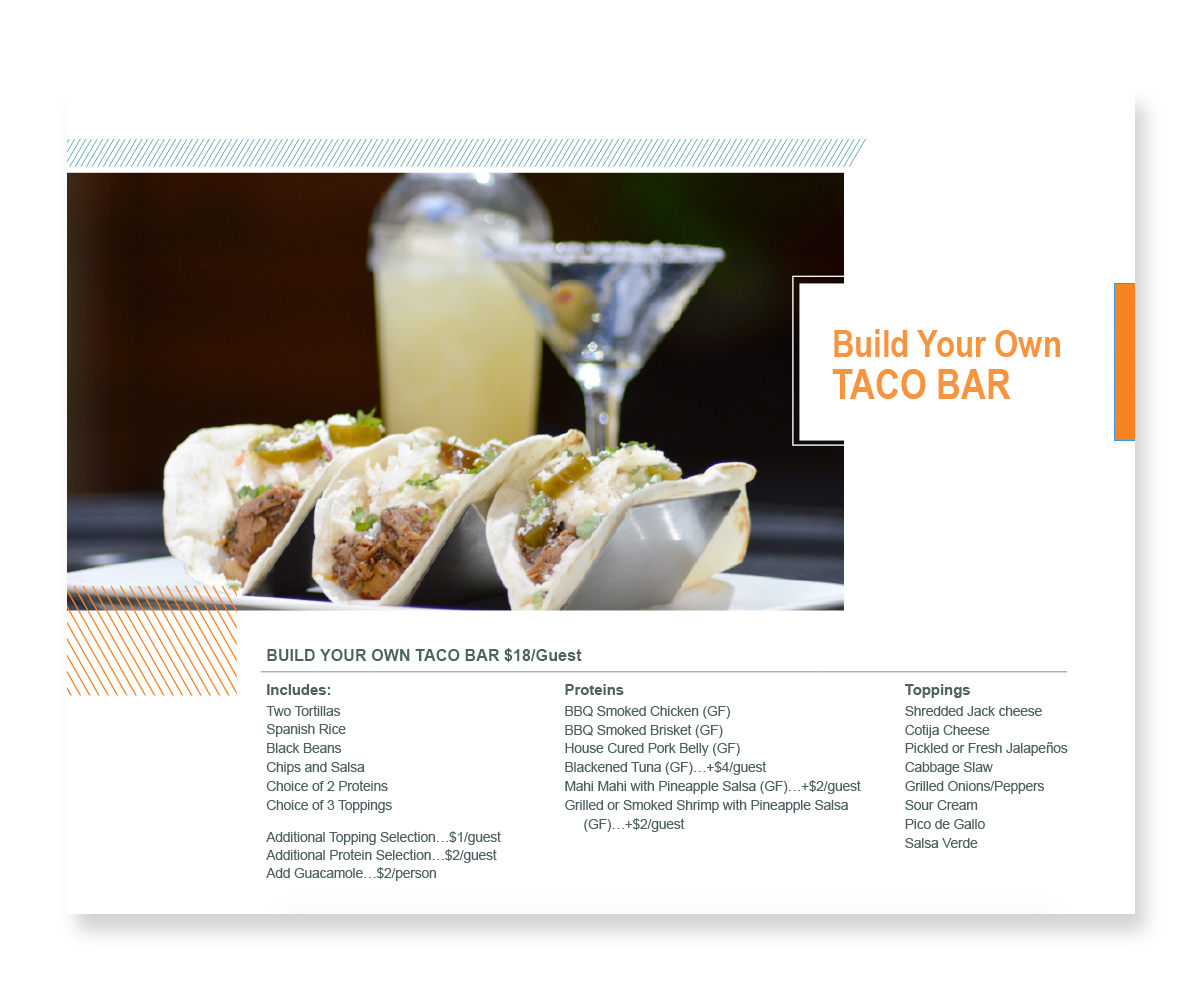 Build Your Own
TACO BAR
BUILD YOUR OWN TACO BAR $18/Guest
Includes:
Two Tortillas
Spanish Rice
Black Beans
Chips and Salsa
Choice of 2 Proteins
Choice of 3 Toppings
Additional Topping Selection…$1/guest
Additional Protein Selection…$2/guest
Add Guacamole…$2/person
Proteins
BBQ Smoked Chicken (GF)
BBQ Smoked Brisket (GF)
House Cured Pork Belly (GF)
Blackened Tuna (GF)…+$4/guest
Mahi Mahi with Pineapple Salsa (GF)…+$2/guest
Grilled or Smoked Shrimp with Pineapple Salsa
(GF)…+$2/guest
Toppings
Shredded Jack cheese
Cotija Cheese
Pickled or Fresh Jalapeños
Cabbage Slaw
Grilled Onions/Peppers
Sour Cream
Pico de Gallo
Salsa Verde